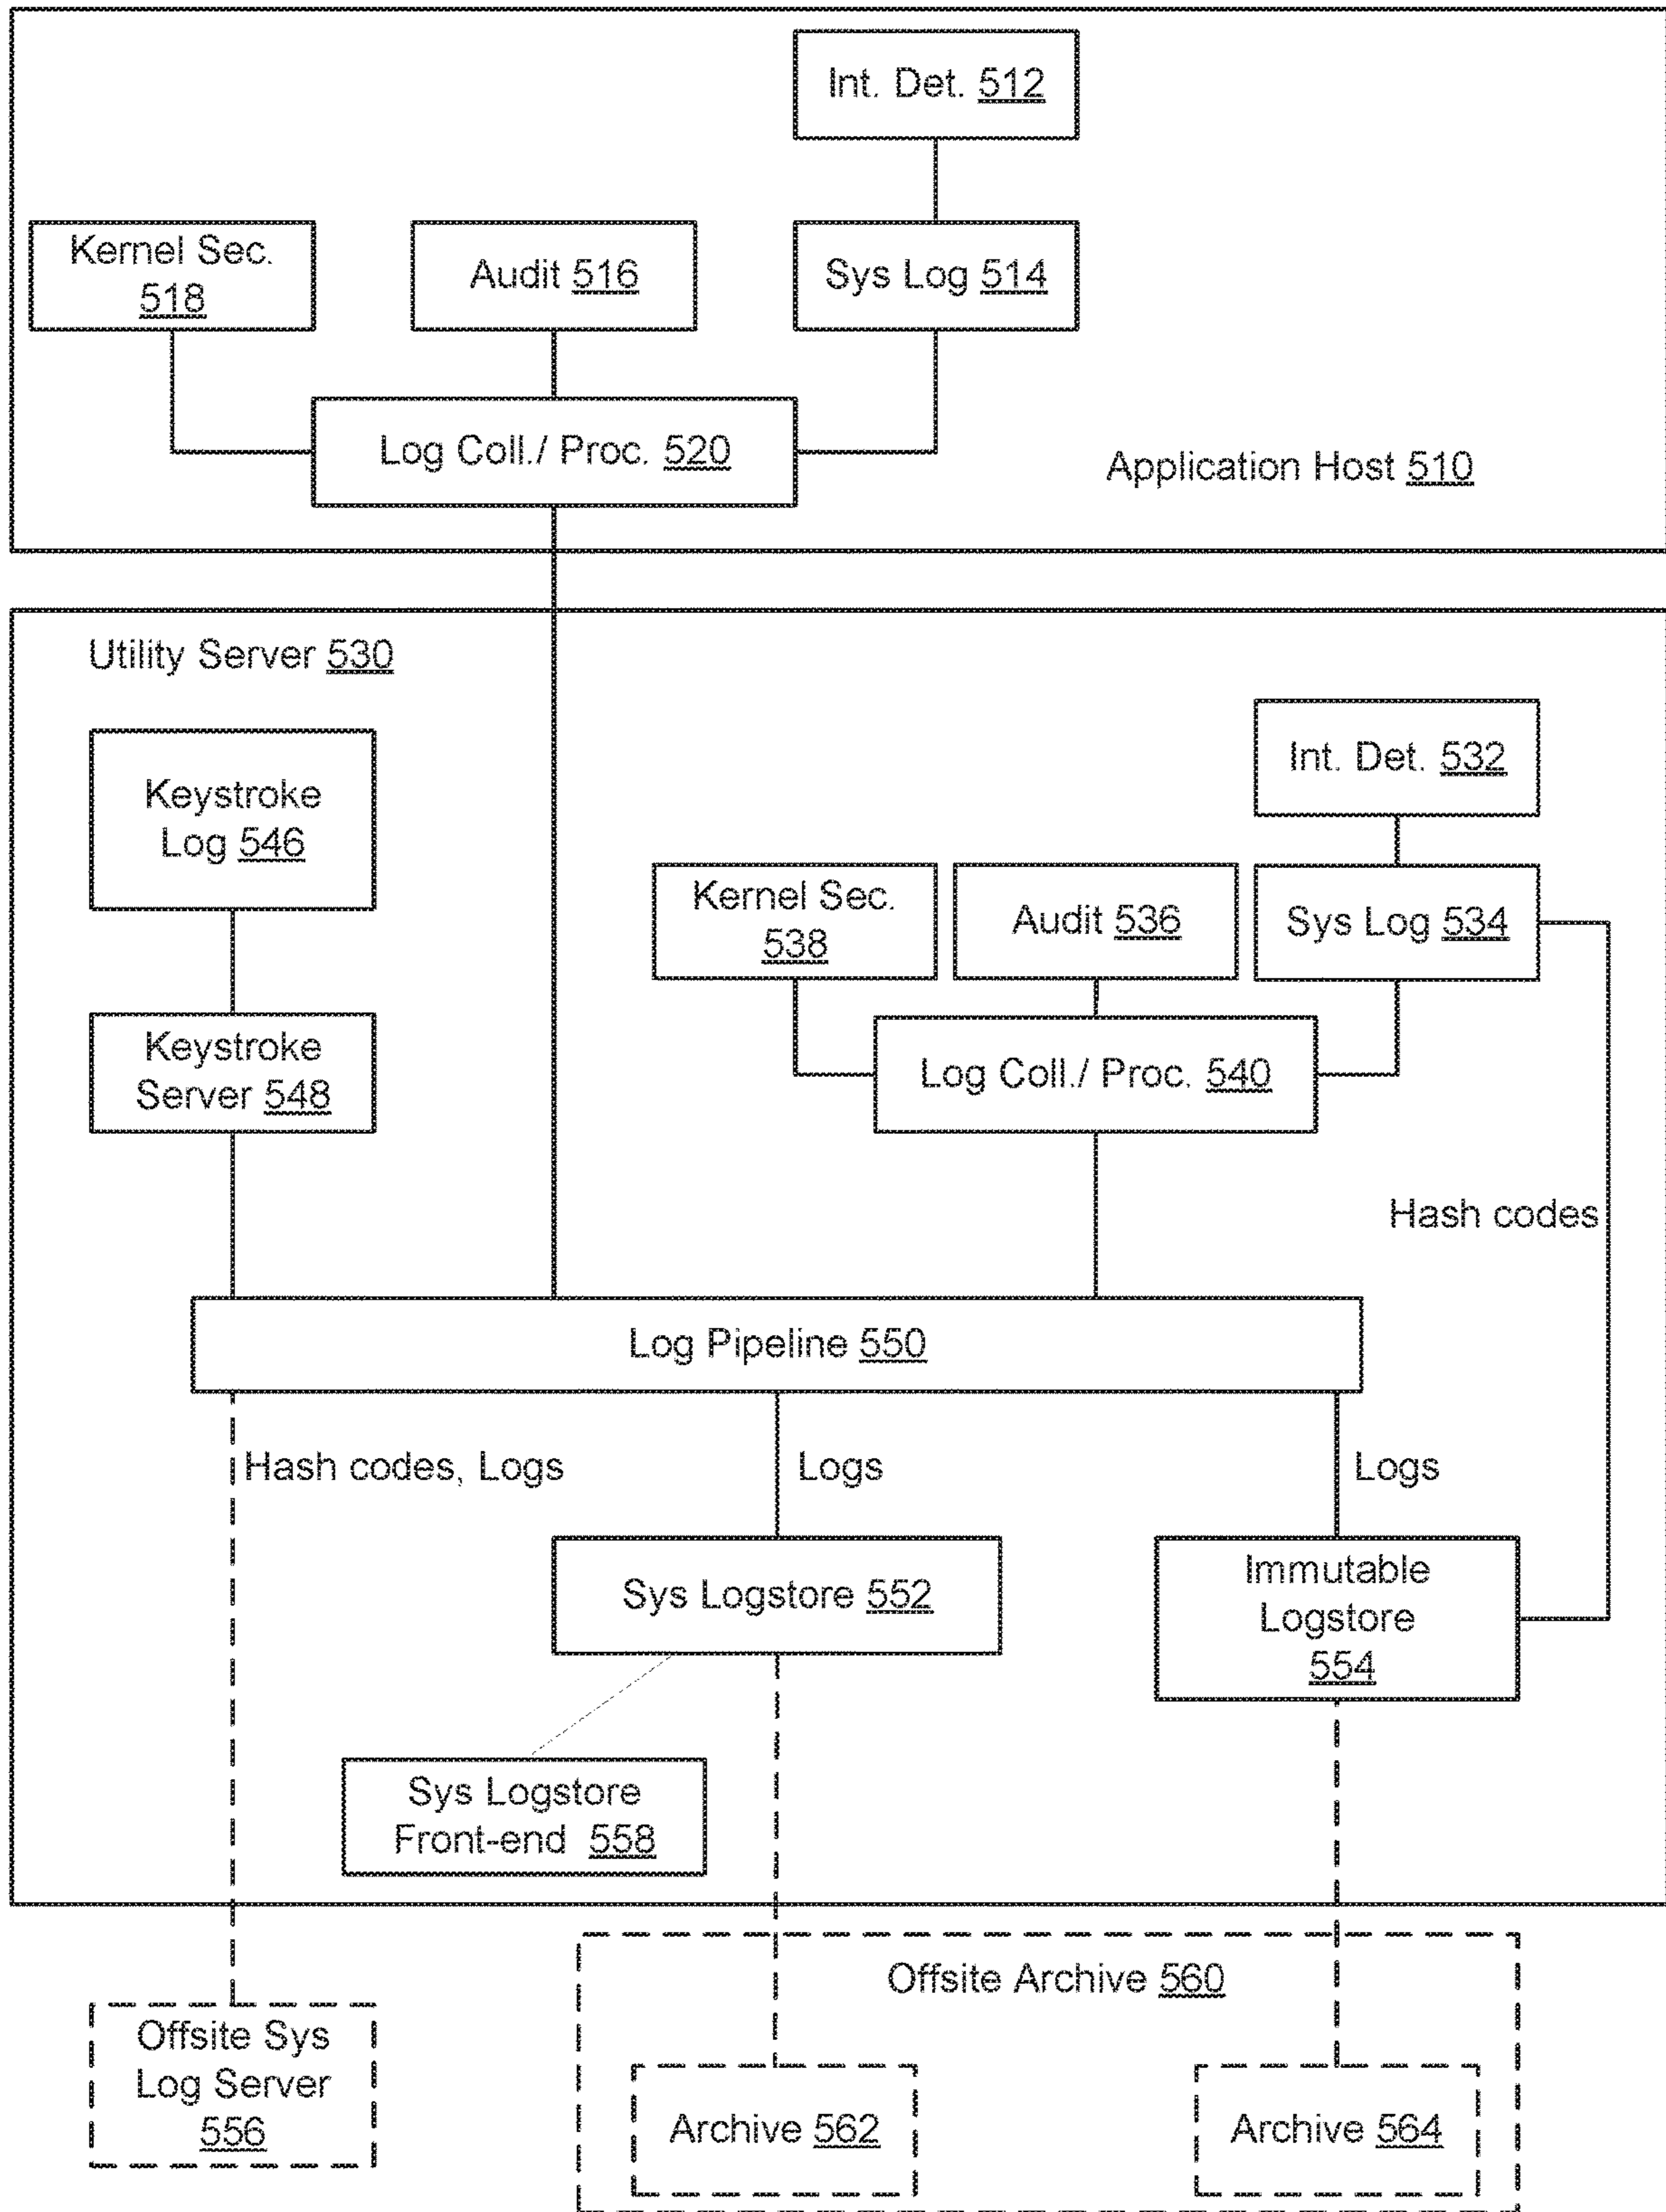 Int. Det. 512
Kernel Sec.
518
Audit 516
Sys Log 514
Log Coll./ Proc. 520
Application Host 510
Utility Server 530
Keystroke
Log 546
Int. Det. 532
Kernel Sec.
538
Audit 536
Sys Log 534
Keystroke
Server 548
Log Coll./ Proc. 540
Hash codes
Log Pipeline 550
Hash codes, Logs
Logs
Logs
Sys Logstore 552
Immutable
Logstore
554
Sys Logstore
Front-end 558
Offsite Archive 560
Offsite Sys
Log Server
556
Archive 562
Archive 564